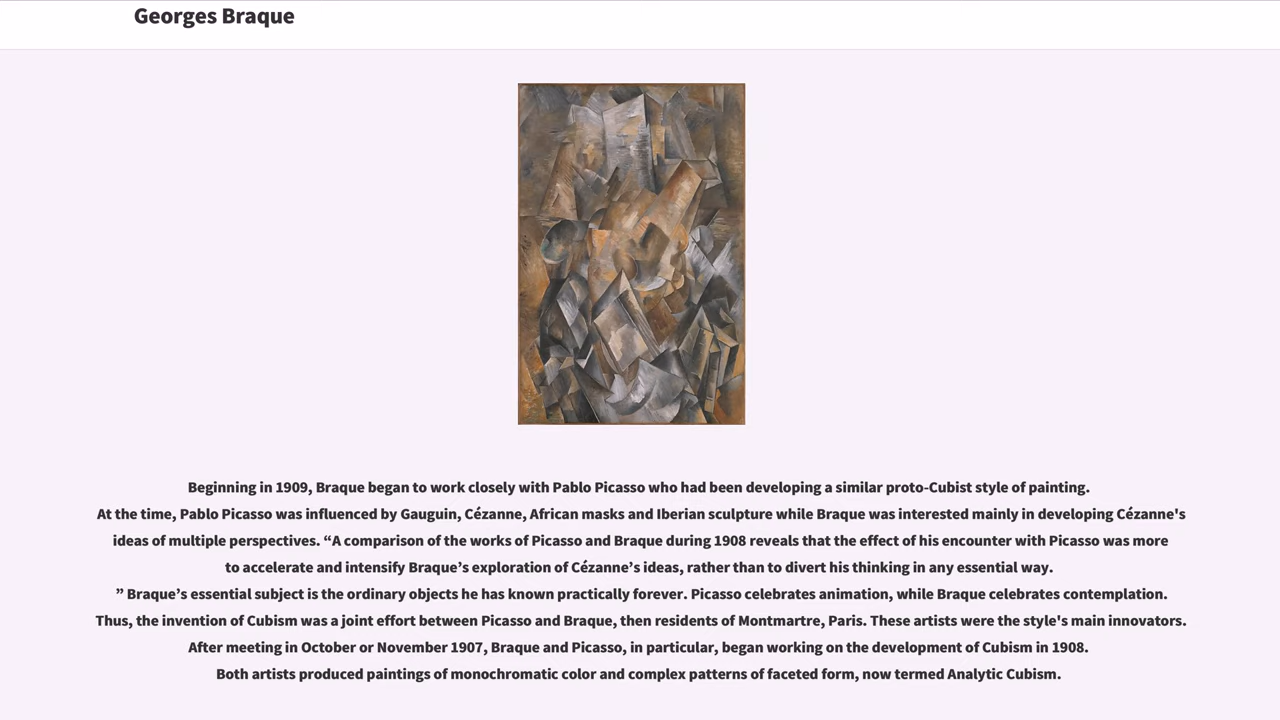 Georges Braque
Beginning in 1909, Braque began to work closely with Pablo Picasso who had been developing a similar proto-Cubist style of painting.
At the time, Pablo Picasso was influenced by Gauguin, Cézanne, African masks and Iberian sculpture while Braque was interested mainly in developing Cézanne's
ideas of multiple perspectives. “A comparison of the works of Picasso and Braque during 1908 reveals that the effect of his encounter with Picasso was more
to accelerate and intensify Braque’s exploration of Cézanne’s ideas, rather than to divert his thinking in any essential way.
” Braque’s essential subject is the ordinary objects he has known practically forever. Picasso celebrates animation, while Braque celebrates contemplation.
Thus, the invention of Cubism was a joint effort between Picasso and Braque, then residents of Montmartre, Paris. These artists were the style's main innovators.
After meeting in October or November 1907, Braque and Picasso, in particular, began working on the development of Cubism in 1908.
Both artists produced paintings of monochromatic color and complex patterns of faceted form, now termed Analytic Cubism.